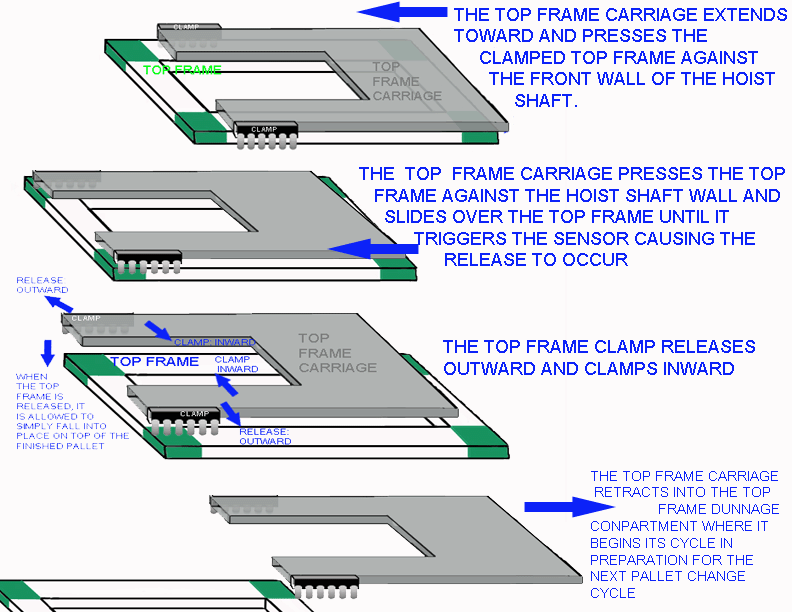 CLAMP
THE TOP FRAME CARRIAGE EXTENDS
TOWARD AND PRESSES THE
CLAMPED TOP FRAME AGAINST
THE FRONT WALL OF THE HOIST
SHAFT.
TOP FRAME
TOP
FRAME
CARRIAGE
CLAMP
THE TOP FRAME CARRIAGE PRESSES THE TOP
FRAME AGAINST THE HOIST SHAFT WALL AND
SLIDES OVER THE TOP FRAME UNTIL IT
TRIGGERS THE SENSOR CAUSING THE
RELEASE TO OCCUR
CLAMP
RELEASE:
OUTWARD
CLAMP
CLAMP: INWARD
TOP
FRAME
CARRIAGE
TOP FRAME
CLAMP
INWARD
THE TOP FRAME CLAMP RELEASES
OUTWARD AND CLAMPS INWARD
WHEN
THE TOP
FRAME IS
RELEASED, IT
IS ALLOWED TO
SIMPLY FALL INTO
PLACE ON TOP OF THE
FINISHED PALLET
CLAMP
RELEASE:
OUTWARD
THE TOP FRAME CARRIAGE
RETRACTS INTO THE TOP
FRAME DUNNAGE
CONPARTMENT WHERE IT
BEGINS ITS CYCLE IN
PREPARATION FOR THE
NEXT PALLET CHANGE
CYCLE
CLAMP